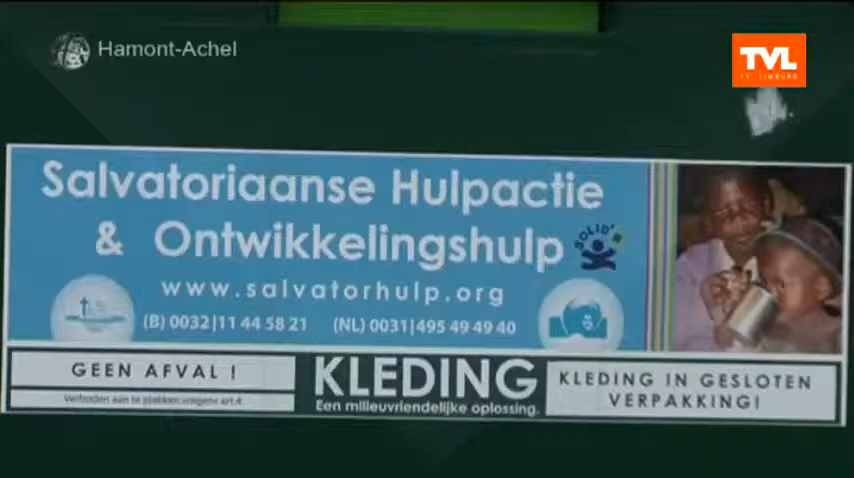 Hamont-Achel
TVL
TV LIMBURG
Salvatoriaanse Hulpactie
& Ontwikkelingshulp
SOLID'R
www.salvatorhulp.org
(B) 0032|11 44 58 21 (NL) 0031|495 49 49 40
GEEN AFVAL !
Verboden aan te plakken volgens art.4
KLEDING
Een milieuvriendelijke oplossing.
KLEDING IN GESLOTEN
VERPAKKING!